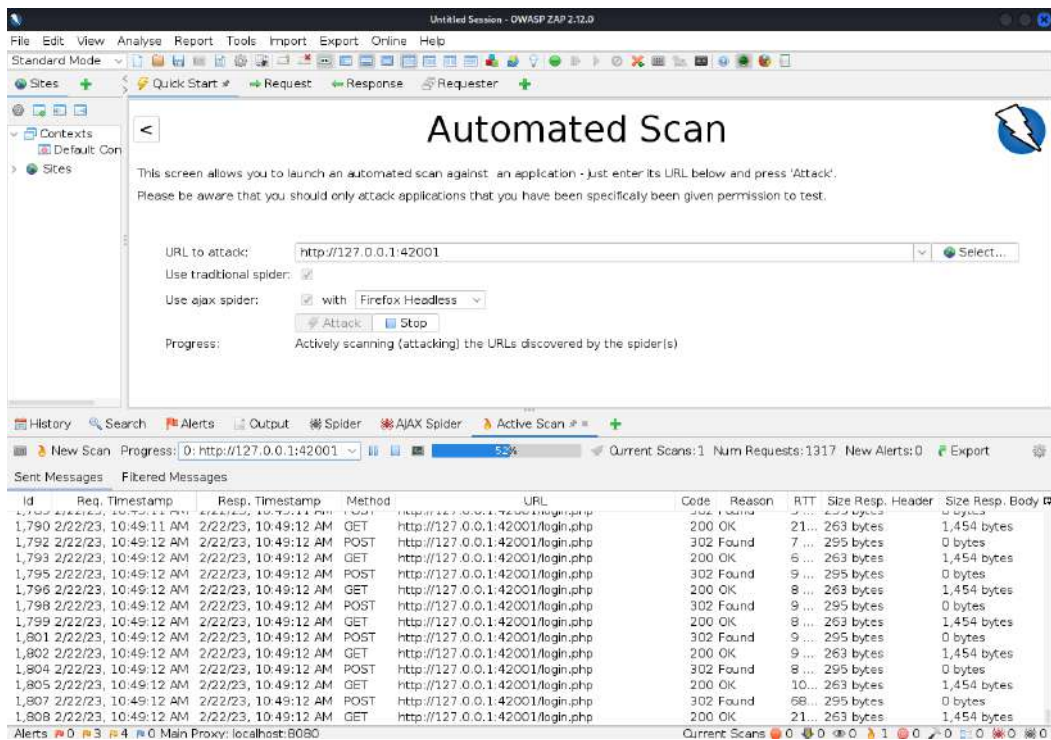 Untitled Session - OWASP ZAP 2.12.0
File Edit View Analyse Report Tools Import Export Online Help
Standard Mode
Sites Quick Start Request Response Requester
Contexts
Default Con
Sites
<
Automated Scan
This screen allows you to launch an automated scan against an application - just enter its URL below and press 'Attack'.
Please be aware that you should only attack applications that you have been specifically been given permission to test.
URL to attack: http://127.0.0.1:42001 Select...
Use traditional spider:
Use ajax spider: with Firefox Headless
Attack Stop
Progress: Actively scanning (attacking) the URLs discovered by the spider(s)
History Search Alerts Output Spider AJAX Spider Active Scan
New Scan Progress: 0: http://127.0.0.1:42001 52% Current Scans: 1 Num Requests: 1317 New Alerts: 0 Export
Sent Messages Filtered Messages
Id Req. Timestamp Resp. Timestamp Method URL Code Reason RTT Size Resp. Header Size Resp. Body
1,790 2/22/23, 10:49:11 AM 2/22/23, 10:49:12 AM GET http://127.0.0.1:42001/login.php 200 OK 21... 263 bytes 1,454 bytes
1,792 2/22/23, 10:49:12 AM 2/22/23, 10:49:12 AM POST http://127.0.0.1:42001/login.php 302 Found 7 ... 295 bytes 0 bytes
1,793 2/22/23, 10:49:12 AM 2/22/23, 10:49:12 AM GET http://127.0.0.1:42001/login.php 200 OK 6 ... 263 bytes 1,454 bytes
1,795 2/22/23, 10:49:12 AM 2/22/23, 10:49:12 AM POST http://127.0.0.1:42001/login.php 302 Found 9 ... 295 bytes 0 bytes
1,796 2/22/23, 10:49:12 AM 2/22/23, 10:49:12 AM GET http://127.0.0.1:42001/login.php 200 OK 8 ... 263 bytes 1,454 bytes
1,798 2/22/23, 10:49:12 AM 2/22/23, 10:49:12 AM POST http://127.0.0.1:42001/login.php 302 Found 9 ... 295 bytes 0 bytes
1,799 2/22/23, 10:49:12 AM 2/22/23, 10:49:12 AM GET http://127.0.0.1:42001/login.php 200 OK 8 ... 263 bytes 1,454 bytes
1,801 2/22/23, 10:49:12 AM 2/22/23, 10:49:12 AM POST http://127.0.0.1:42001/login.php 302 Found 9 ... 295 bytes 0 bytes
1,802 2/22/23, 10:49:12 AM 2/22/23, 10:49:12 AM GET http://127.0.0.1:42001/login.php 200 OK 9 ... 263 bytes 1,454 bytes
1,804 2/22/23, 10:49:12 AM 2/22/23, 10:49:12 AM POST http://127.0.0.1:42001/login.php 302 Found 8 ... 295 bytes 0 bytes
1,805 2/22/23, 10:49:12 AM 2/22/23, 10:49:12 AM GET http://127.0.0.1:42001/login.php 200 OK 10... 263 bytes 1,454 bytes
1,807 2/22/23, 10:49:12 AM 2/22/23, 10:49:12 AM POST http://127.0.0.1:42001/login.php 302 Found 68... 295 bytes 0 bytes
1,808 2/22/23, 10:49:12 AM 2/22/23, 10:49:12 AM GET http://127.0.0.1:42001/login.php 200 OK 21... 263 bytes 1,454 bytes
Alerts 0 3 4 0 Main Proxy: localhost:8080 Current Scans 0 0 0 1 0 0 0 0 0